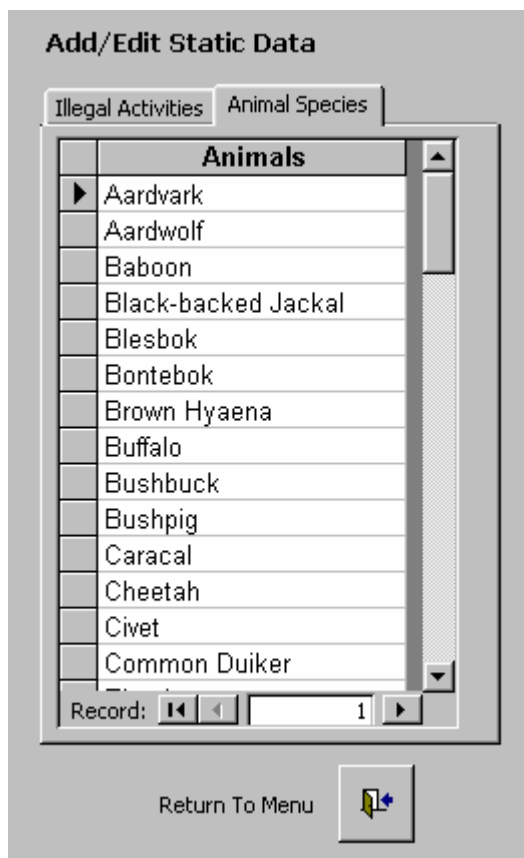 Add/Edit Static Data
Illegal Activities Animal Species
Animals
Aardvark
Aardwolf
Baboon
Black-backed Jackal
Blesbok
Bontebok
Brown Hyaena
Buffalo
Bushbuck
Bushpig
Caracal
Cheetah
Civet
Common Duiker
Record: 1
Return To Menu